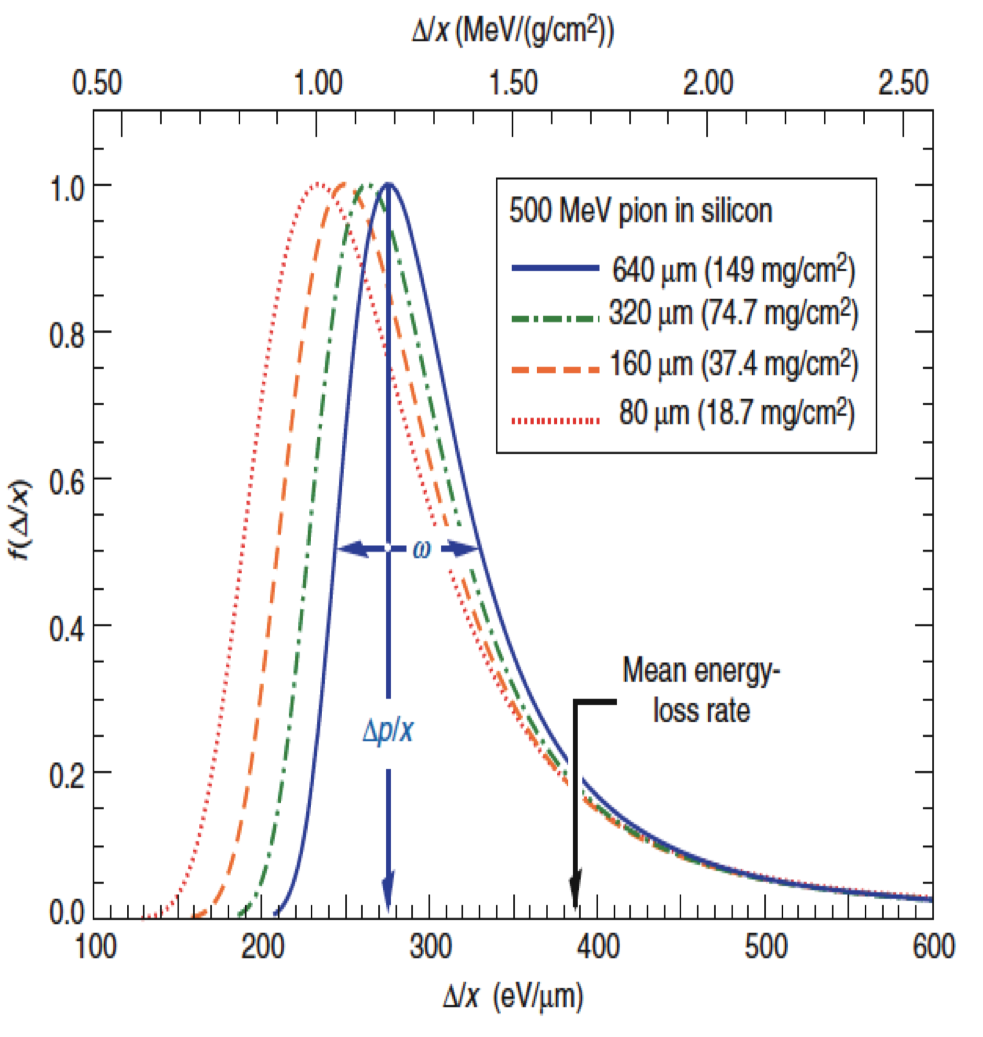 Δ/x (MeV/(g/cm²))
0.50 1.00 1.50 2.00 2.50
1.0
0.8
0.6
0.4
0.2
0.0
f(Δ/x)
500 MeV pion in silicon
640 μm (149 mg/cm²)
320 μm (74.7 mg/cm²)
160 μm (37.4 mg/cm²)
80 μm (18.7 mg/cm²)
ω
Mean energy-
loss rate
Δp/x
100 200 300 400 500 600
Δ/x (eV/μm)